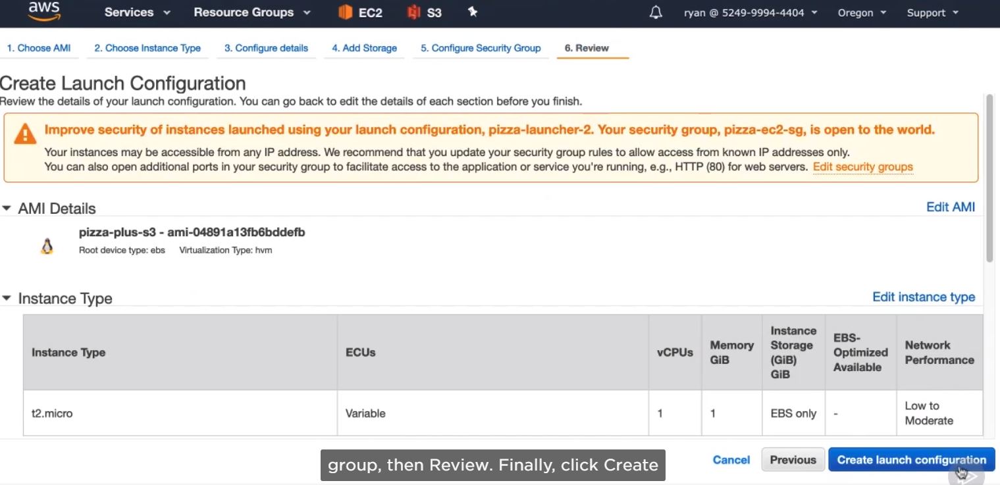 aws Services Resource Groups EC2 S3 ryan @ 5249-9994-4404 Oregon Support
1. Choose AMI 2. Choose Instance Type 3. Configure details 4. Add Storage 5. Configure Security Group 6. Review
Create Launch Configuration
Review the details of your launch configuration. You can go back to edit the details of each section before you finish.
Improve security of instances launched using your launch configuration, pizza-launcher-2. Your security group, pizza-ec2-sg, is open to the world.
Your instances may be accessible from any IP address. We recommend that you update your security group rules to allow access from known IP addresses only.
You can also open additional ports in your security group to facilitate access to the application or service you're running, e.g., HTTP (80) for web servers. Edit security groups
AMI Details Edit AMI
pizza-plus-s3 - ami-04891a13fb6bddefb
Root device type: ebs Virtualization Type: hvm
Instance Type Edit instance type
Instance Type
ECUs
vCPUs
Memory
GiB
Instance
Storage
(GiB)
GiB
EBS-
Optimized
Available
Network
Performance
t2.micro
Variable
1
1
EBS only
-
Low to
Moderate
Cancel Previous Create launch configuration
group, then Review. Finally, click Create